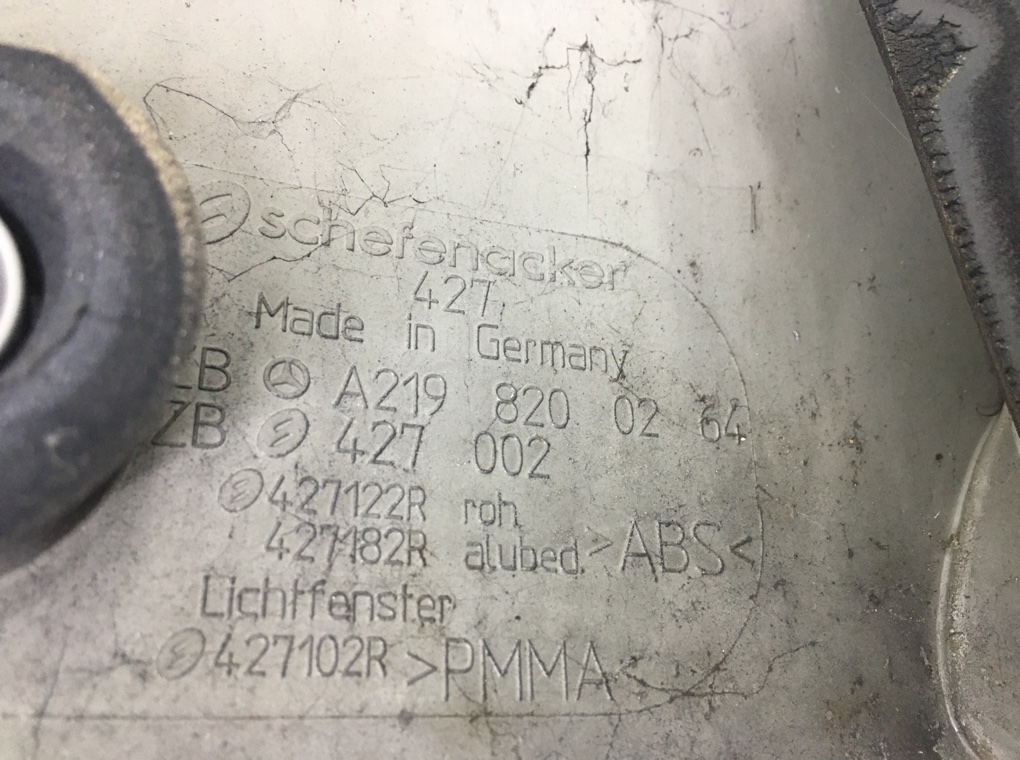 schefenacker
427
Made in Germany
ZB A219 820 02 64
ZB 427 002
427122R roh
427182R alubed. >ABS<
Lichtfenster
427102R >PMMA<